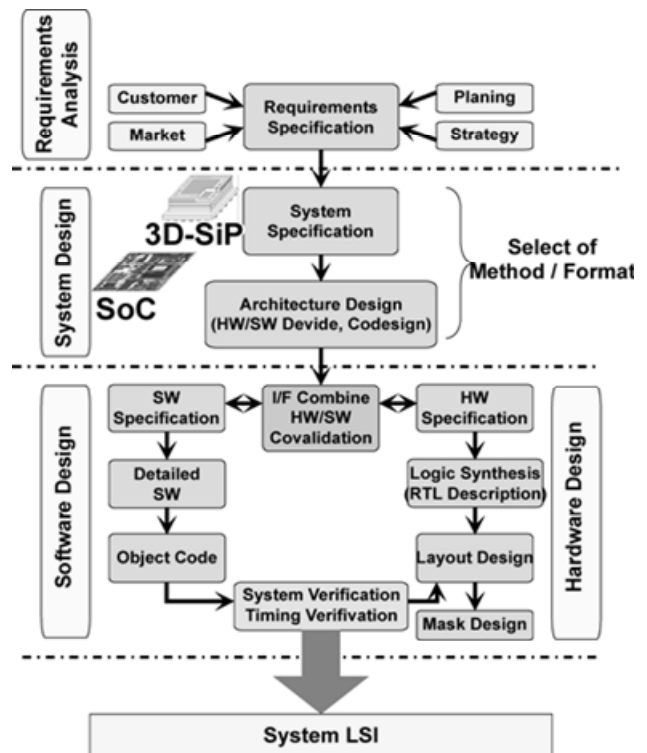 Requirements
Analysis
Customer
Market
Requirements
Specification
Planing
Strategy
System Design
3D-SiP
SoC
System
Specification
Architecture Design
(HW/SW Devide, Codesign)
Select of
Method / Format
Software Design
SW
Specification
I/F Combine
HW/SW
Covalidation
HW
Specification
Detailed
SW
Logic Synthesis
(RTL Description)
Object Code
Layout Design
System Verification
Timing Verifivation
Mask Design
Hardware Design
System LSI